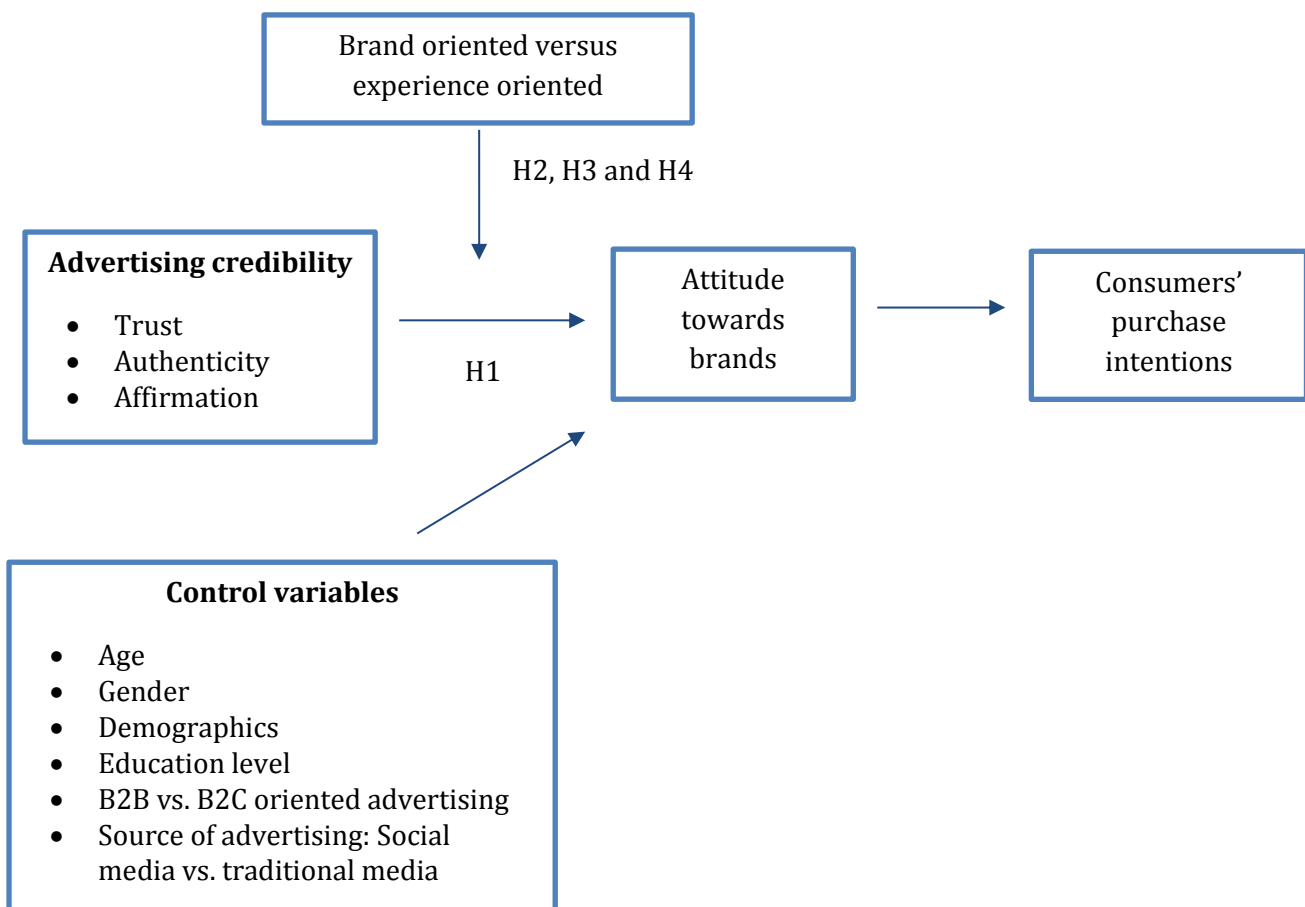 Brand oriented versus
experience oriented
H2, H3 and H4
Advertising credibility
• Trust
• Authenticity
• Affirmation
H1
Attitude
towards
brands
Consumers’
purchase
intentions
Control variables
• Age
• Gender
• Demographics
• Education level
• B2B vs. B2C oriented advertising
• Source of advertising: Social
media vs. traditional media